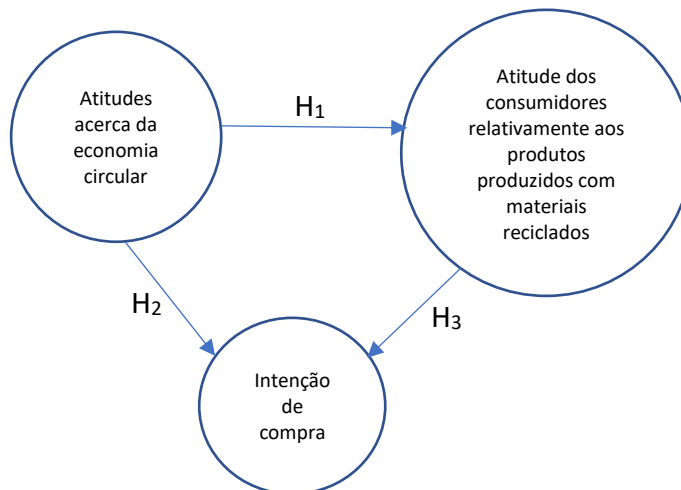 Atitudes
acerca da
economia
circular
H1
Atitude dos
consumidores
relativamente aos
produtos
produzidos com
materiais
reciclados
H2
H3
Intenção
de
compra